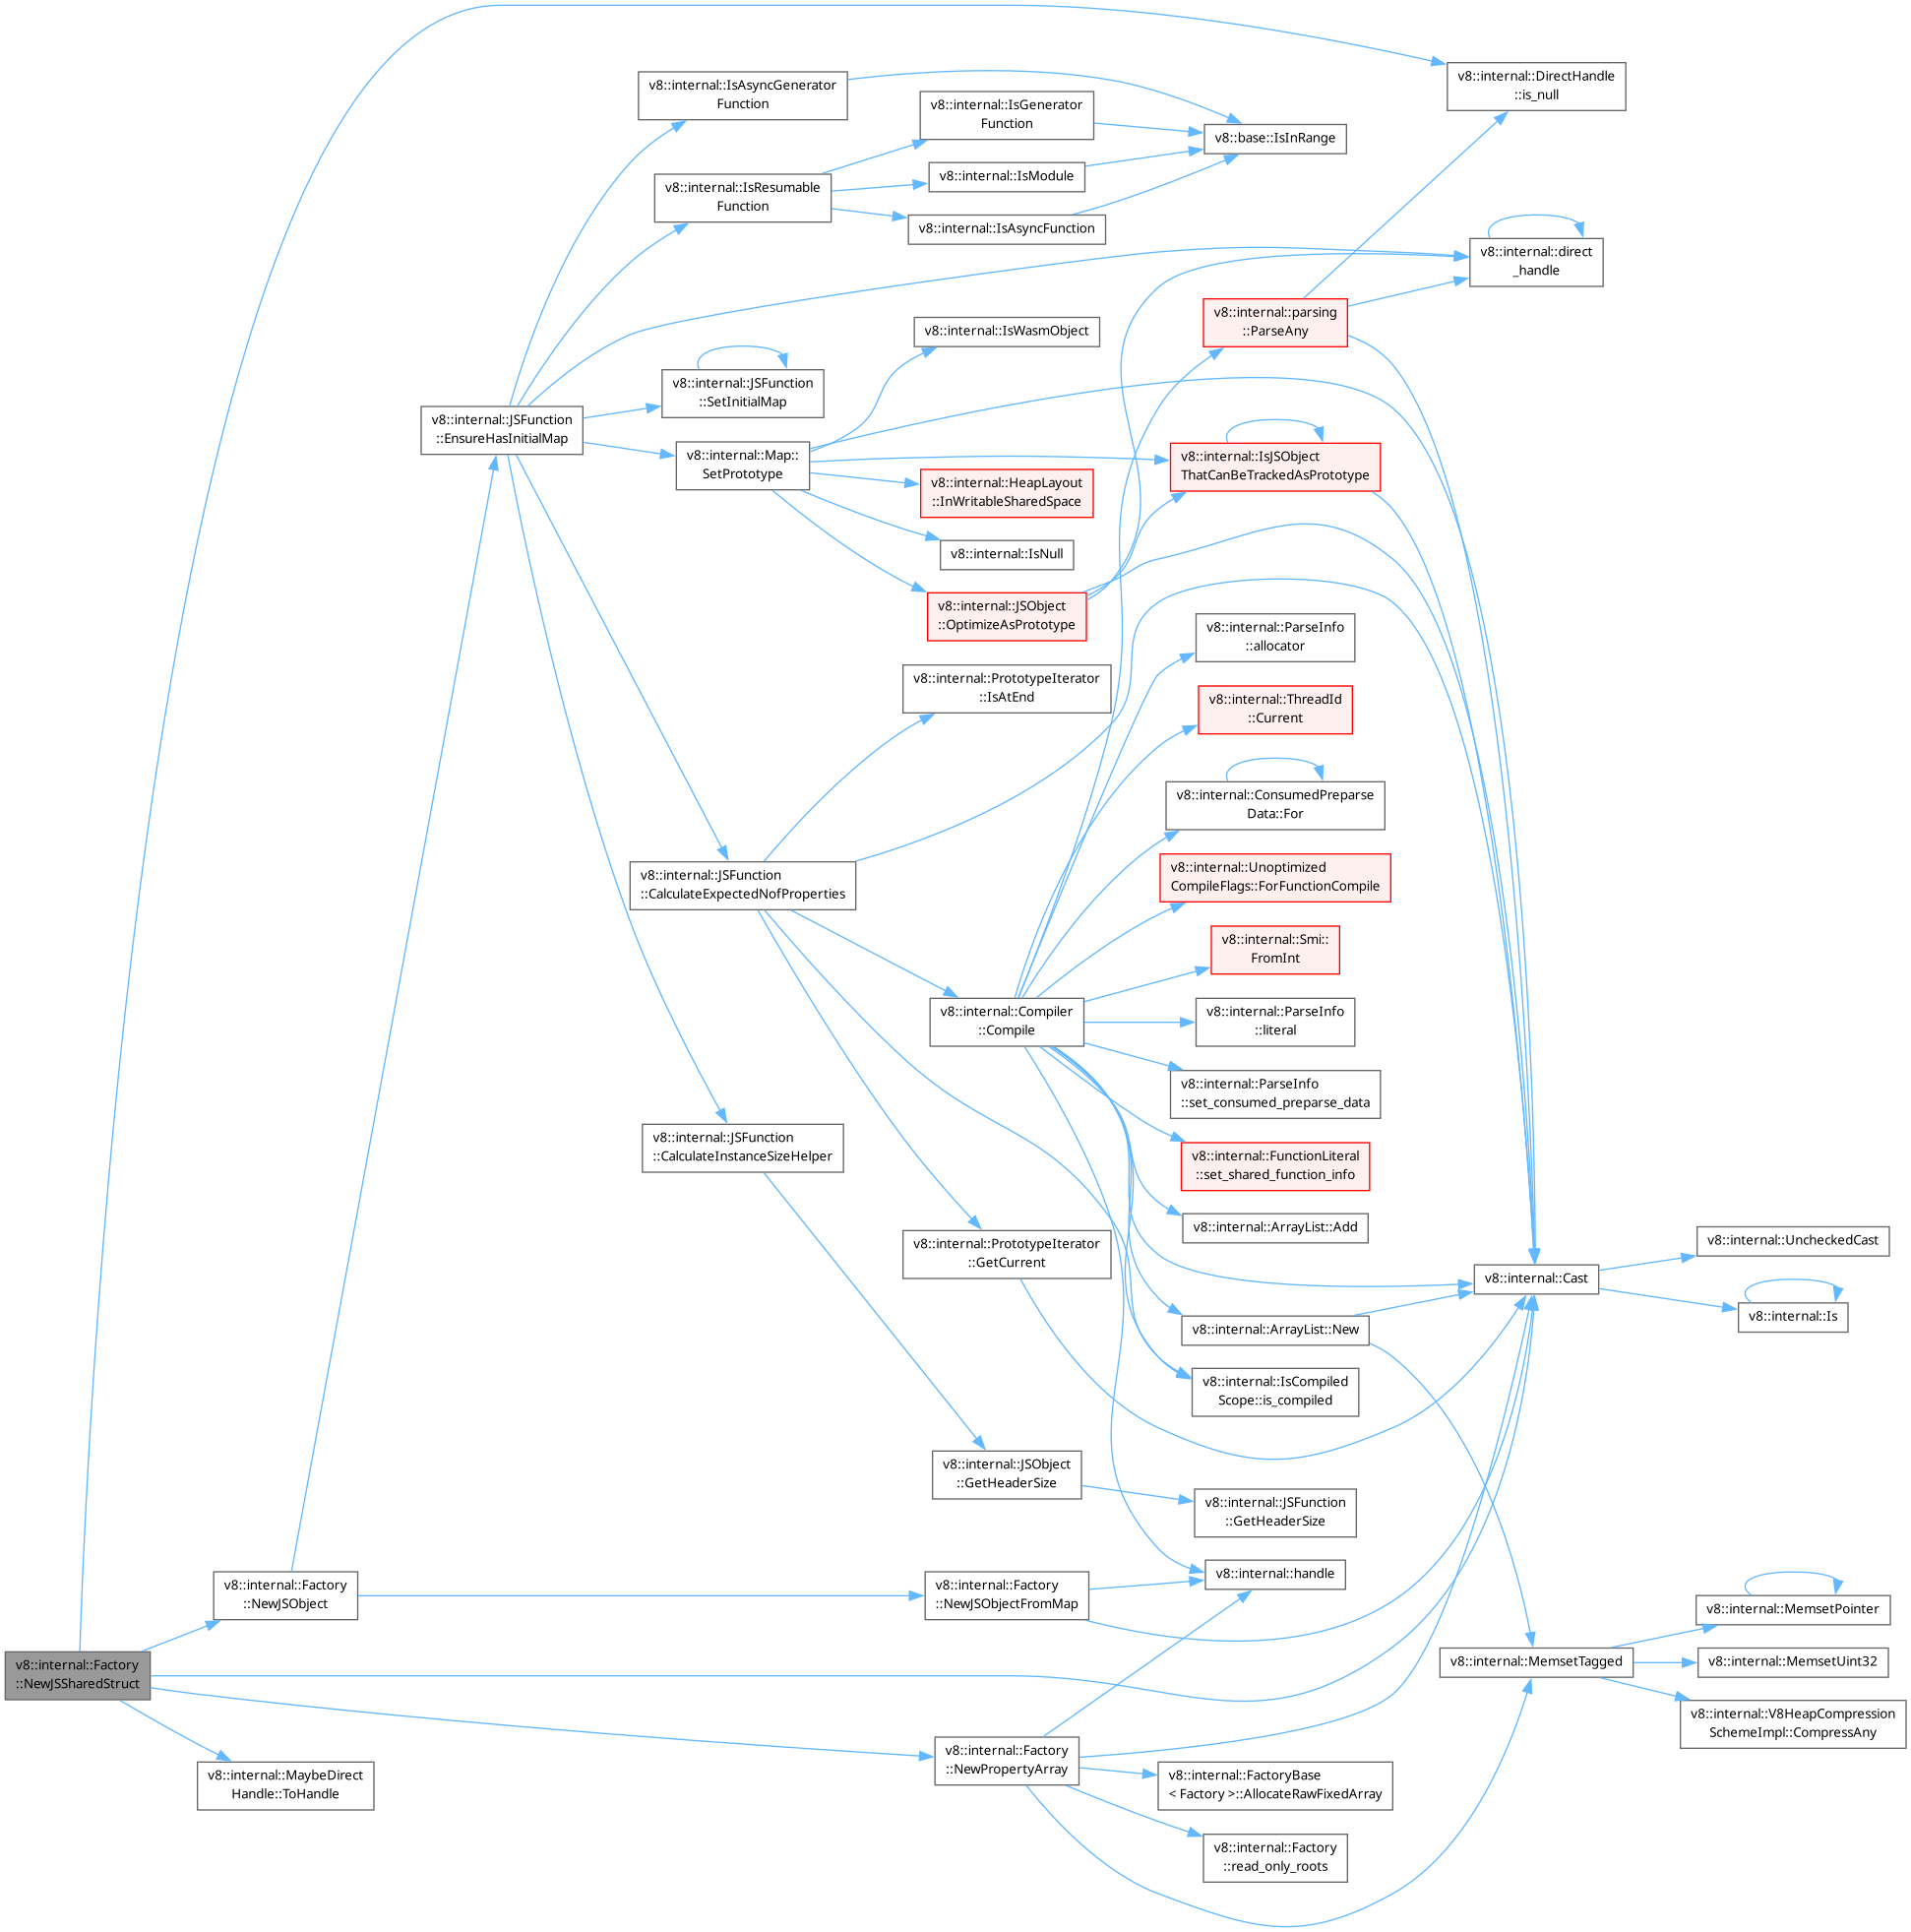 v8::internal::DirectHandle
::is_null
v8::internal::IsAsyncGenerator
Function
v8::internal::IsGenerator
Function
v8::base::IsInRange
v8::internal::IsModule
v8::internal::IsResumable
Function
v8::internal::IsAsyncFunction
v8::internal::direct
_handle
v8::internal::parsing
::ParseAny
v8::internal::IsWasmObject
v8::internal::JSFunction
::SetInitialMap
v8::internal::JSFunction
::EnsureHasInitialMap
v8::internal::Map::
SetPrototype
v8::internal::IsJSObject
ThatCanBeTrackedAsPrototype
v8::internal::HeapLayout
::InWritableSharedSpace
v8::internal::IsNull
v8::internal::JSObject
::OptimizeAsPrototype
v8::internal::ParseInfo
::allocator
v8::internal::PrototypeIterator
::IsAtEnd
v8::internal::ThreadId
::Current
v8::internal::ConsumedPreparse
Data::For
v8::internal::JSFunction
::CalculateExpectedNofProperties
v8::internal::Unoptimized
CompileFlags::ForFunctionCompile
v8::internal::Smi::
FromInt
v8::internal::Compiler
::Compile
v8::internal::ParseInfo
::literal
v8::internal::ParseInfo
::set_consumed_preparse_data
v8::internal::JSFunction
::CalculateInstanceSizeHelper
v8::internal::FunctionLiteral
::set_shared_function_info
v8::internal::ArrayList::Add
v8::internal::PrototypeIterator
::GetCurrent
v8::internal::UncheckedCast
v8::internal::Cast
v8::internal::Is
v8::internal::ArrayList::New
v8::internal::IsCompiled
Scope::is_compiled
v8::internal::JSObject
::GetHeaderSize
v8::internal::JSFunction
::GetHeaderSize
v8::internal::handle
v8::internal::Factory
::NewJSObject
v8::internal::Factory
::NewJSObjectFromMap
v8::internal::MemsetPointer
v8::internal::Factory
::NewJSSharedStruct
v8::internal::MemsetTagged
v8::internal::MemsetUint32
v8::internal::V8HeapCompression
SchemeImpl::CompressAny
v8::internal::Factory
::NewPropertyArray
v8::internal::MaybeDirect
Handle::ToHandle
v8::internal::FactoryBase
< Factory >::AllocateRawFixedArray
v8::internal::Factory
::read_only_roots